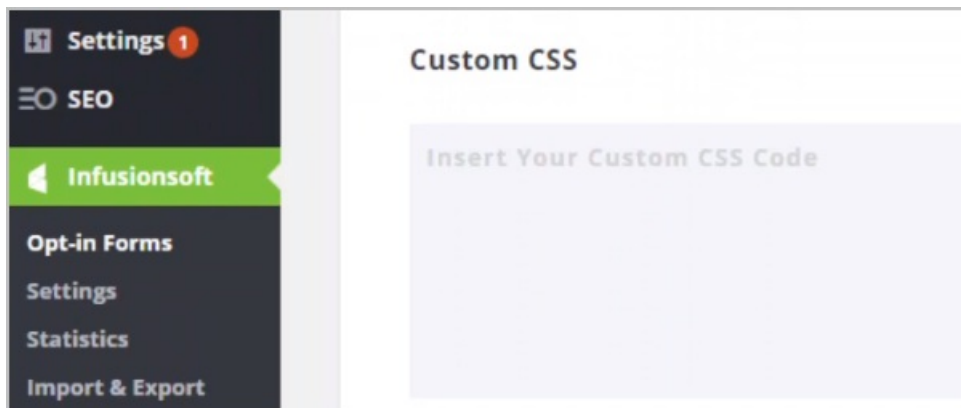 Settings 1
SEO
Infusionsoft
Opt-in Forms
Settings
Statistics
Import & Export
Custom CSS
Insert Your Custom CSS Code